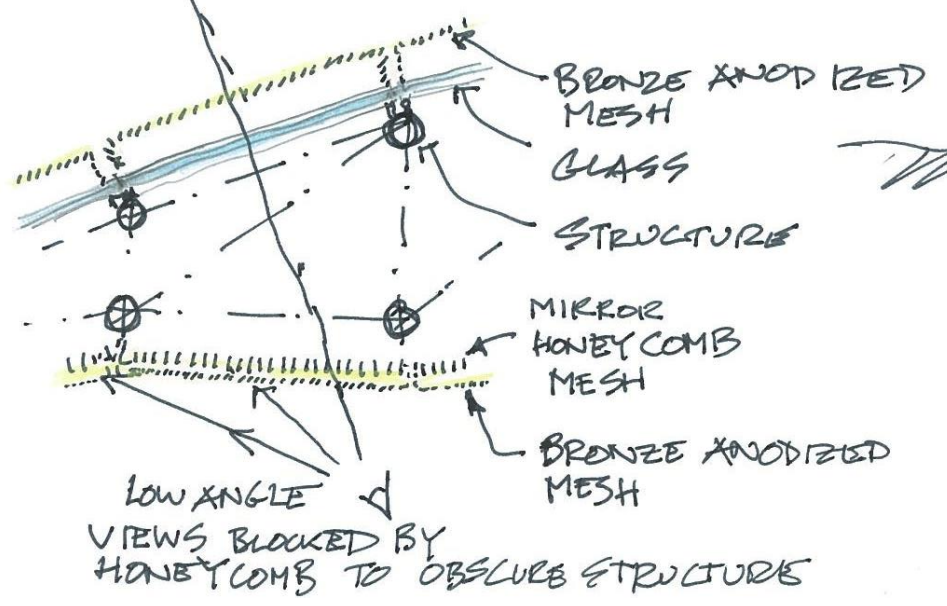 BRONZE ANODIZED
MESH
GLASS
STRUCTURE
MIRROR
HONEYCOMB
MESH
BRONZE ANODIZED
MESH
LOW ANGLE
VIEWS BLOCKED BY
HONEYCOMB TO OBSCURE STRUCTURE